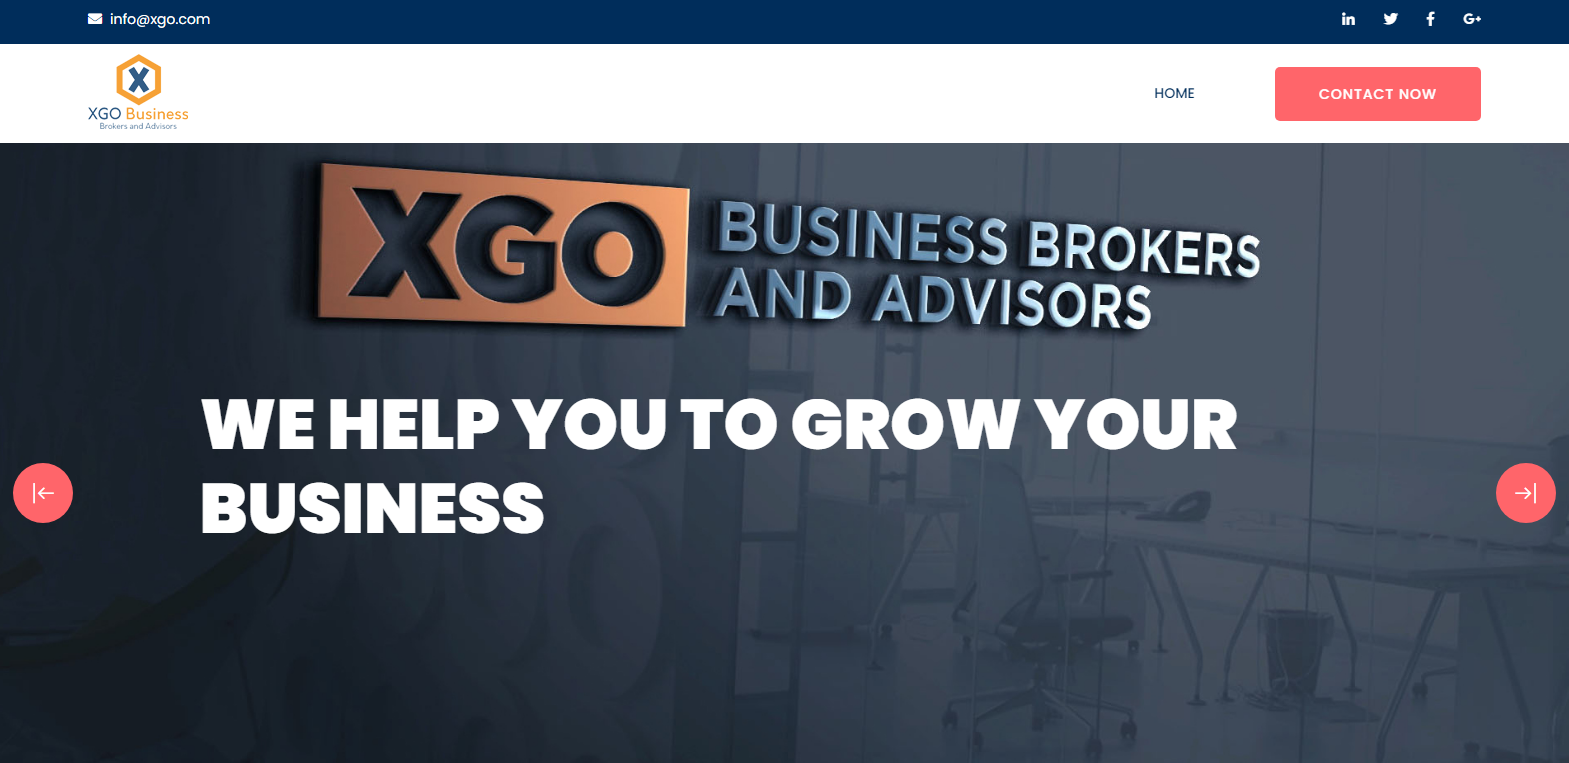 info@xgo.com
HOME
CONTACT NOW
X
XGO Business
Brokers and Advisors
XGO BUSINESS BROKERS
AND ADVISORS
WE HELP YOU TO GROW YOUR
BUSINESS